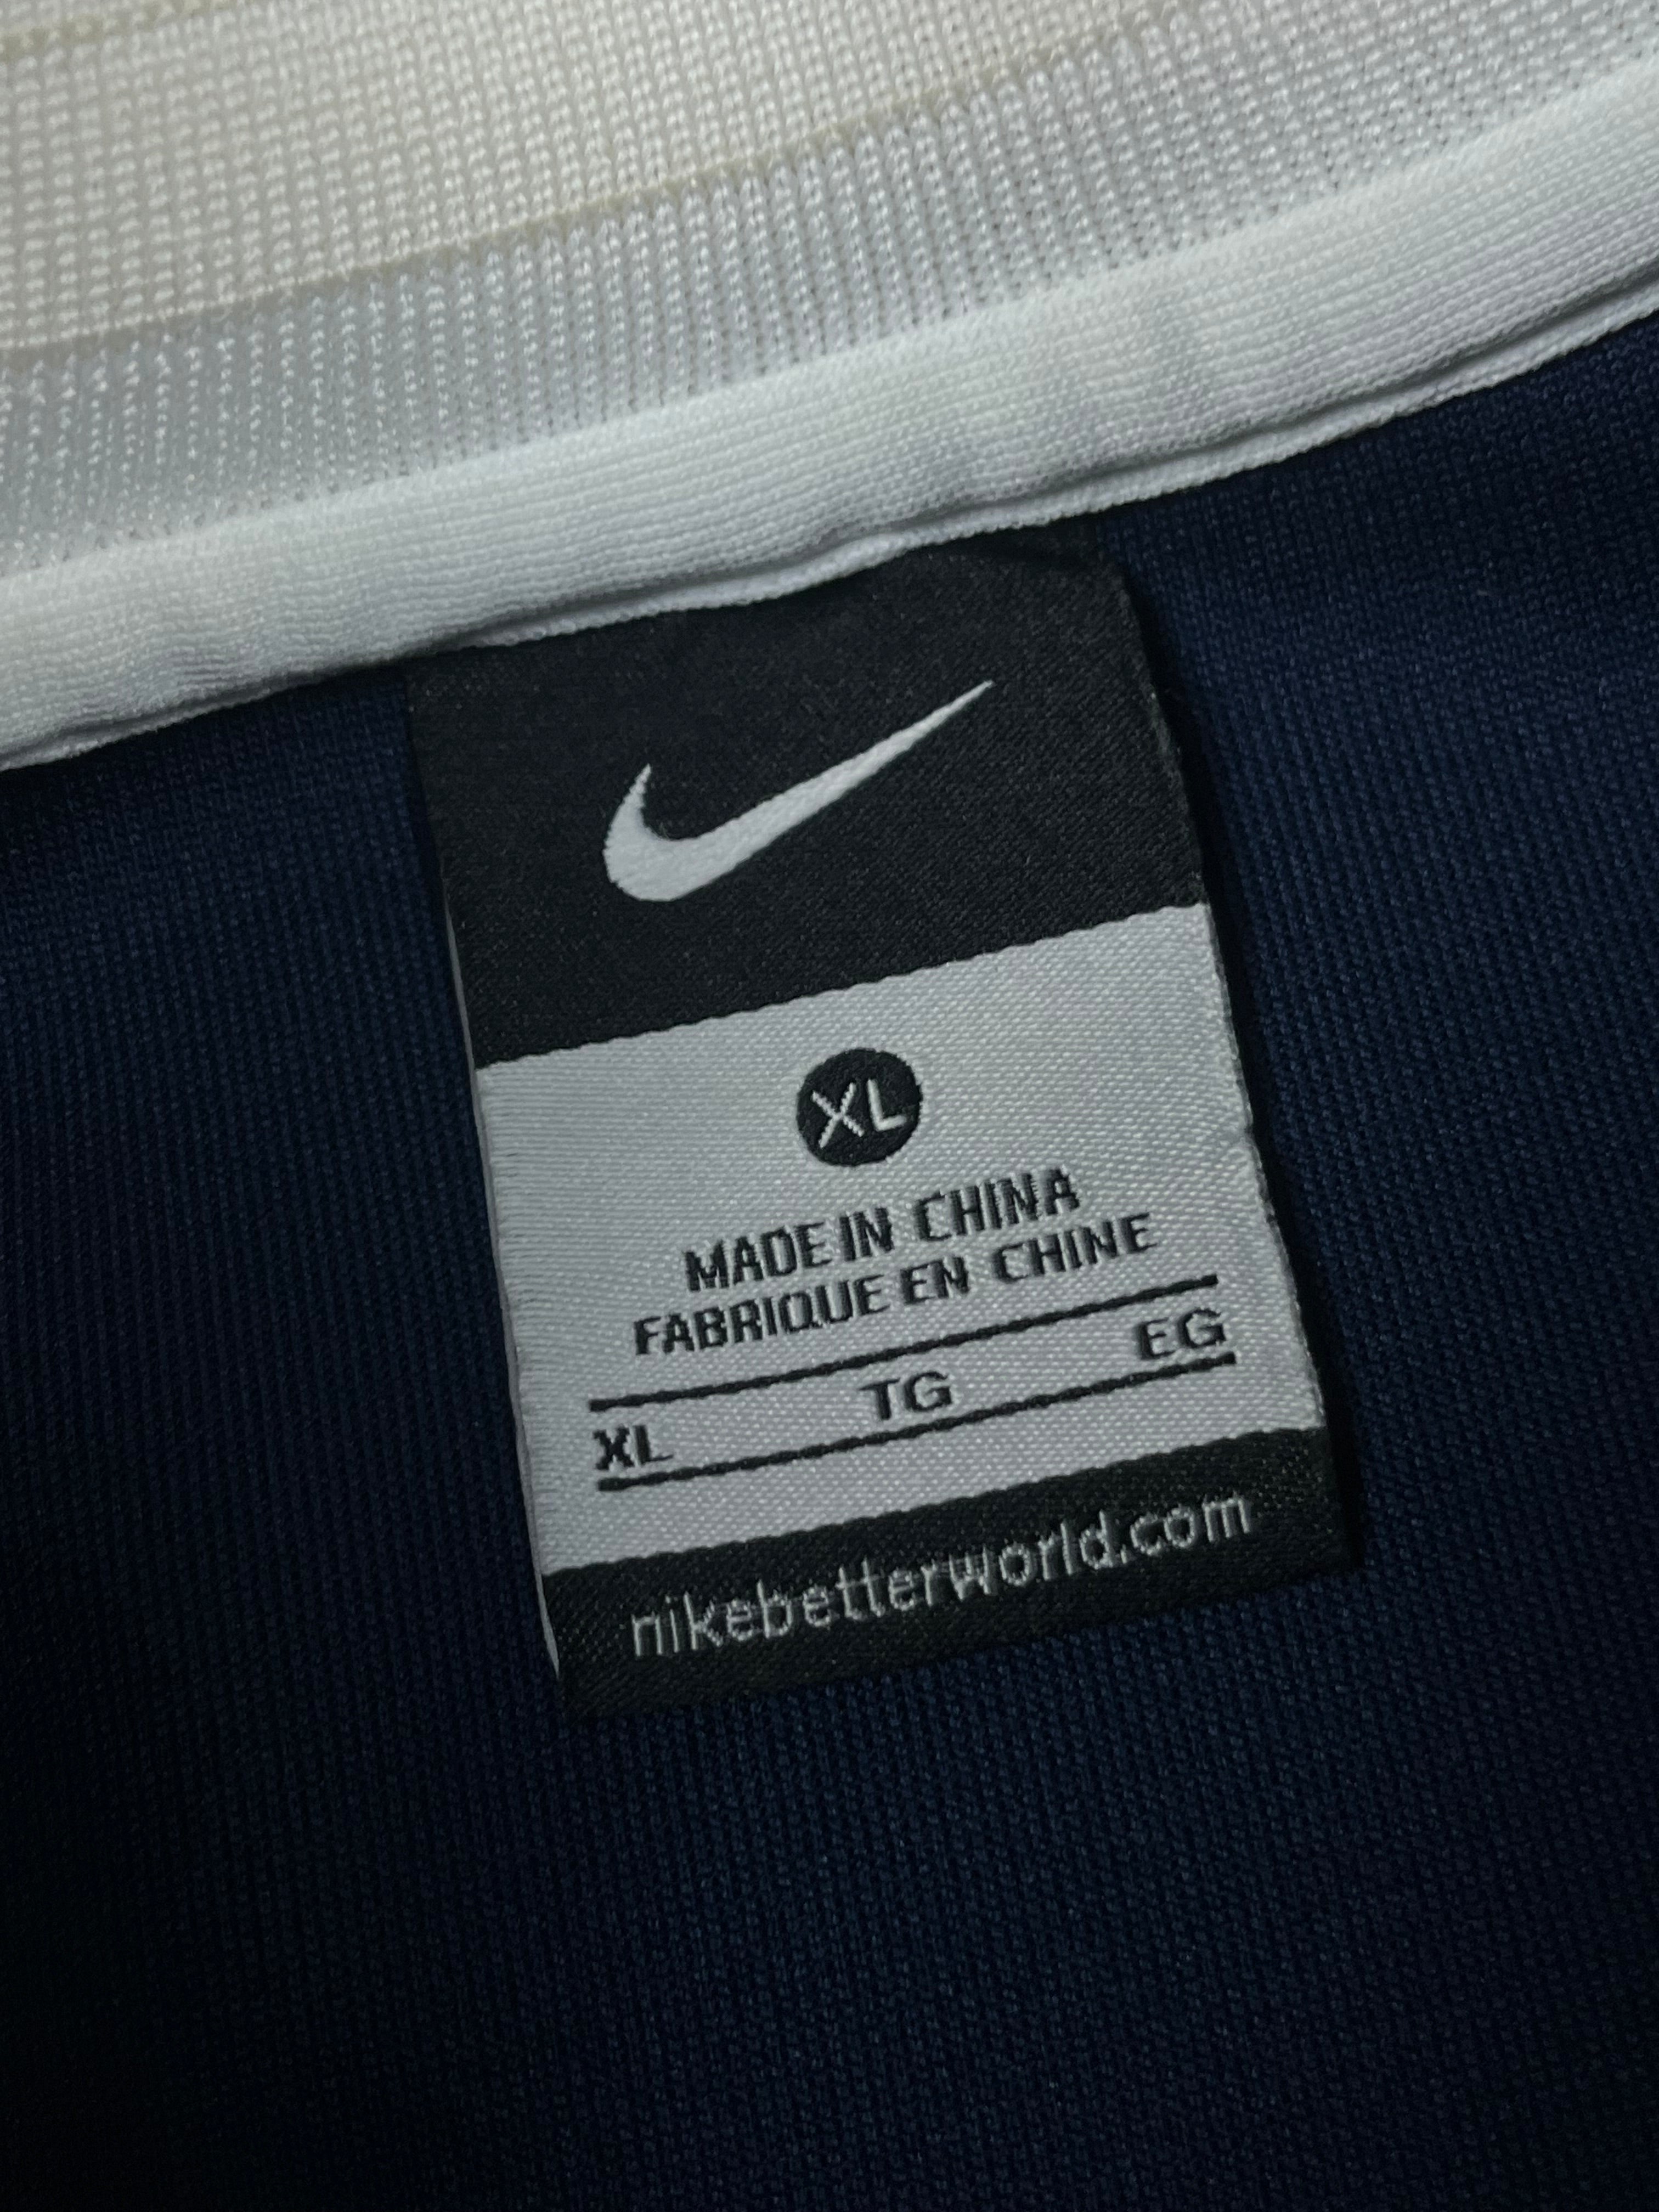 XL
MADE IN CHINA
FABRIQUE EN CHINE
XL TG EG
nikebetterworld.com